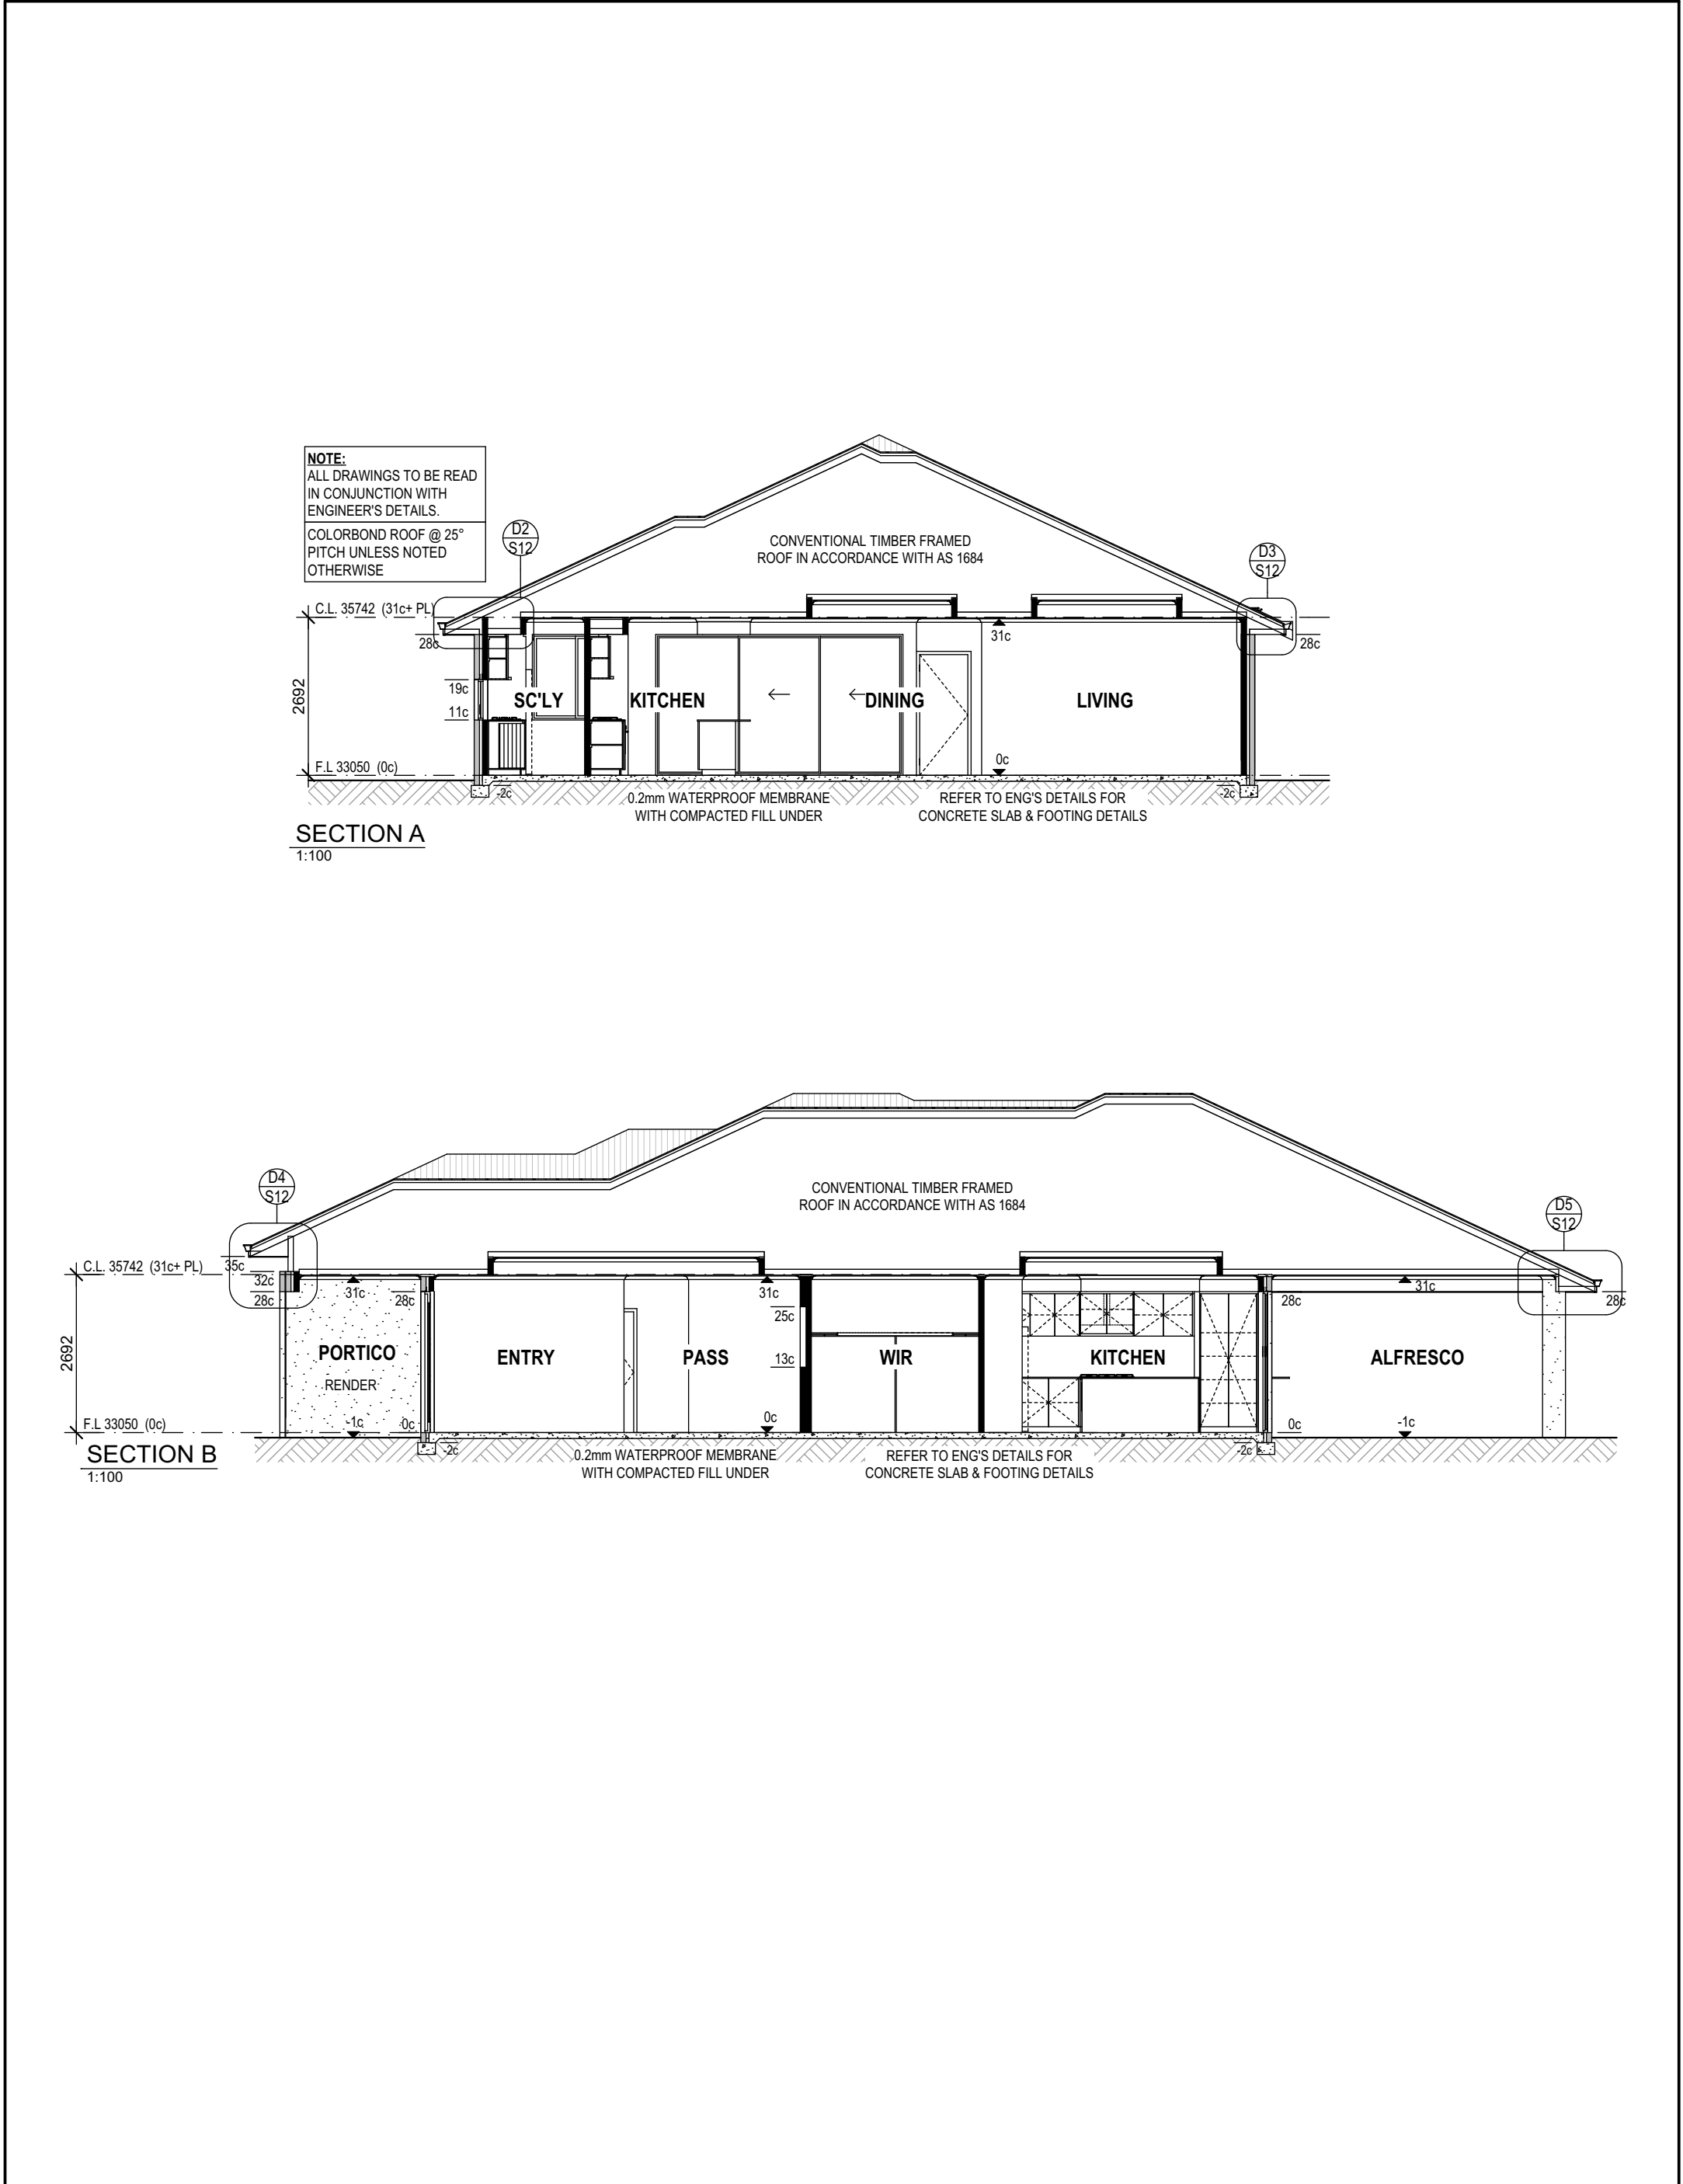 NOTE:
ALL DRAWINGS TO BE READ
IN CONJUNCTION WITH
ENGINEER'S DETAILS.
COLORBOND ROOF @ 25°
PITCH UNLESS NOTED
OTHERWISE
D2
S12
CONVENTIONAL TIMBER FRAMED
ROOF IN ACCORDANCE WITH AS 1684
D3
S12
C.L. 35742 (31c+ PL)
28c
31c
28c
19c
11c
2692
SC'LY
KITCHEN
DINING
LIVING
0c
F.L 33050 (0c)
-2c
0.2mm WATERPROOF MEMBRANE
WITH COMPACTED FILL UNDER
REFER TO ENG'S DETAILS FOR
CONCRETE SLAB & FOOTING DETAILS
-2c
SECTION A
1:100
D4
S12
CONVENTIONAL TIMBER FRAMED
ROOF IN ACCORDANCE WITH AS 1684
D5
S12
35c
C.L. 35742 (31c+ PL)
32c
28c
31c
28c
31c
25c
13c
28c
31c
28c
2692
PORTICO
RENDER
ENTRY
PASS
WIR
KITCHEN
ALFRESCO
F.L 33050 (0c)
-1c
0c
0c
0c
-1c
SECTION B
1:100
-2c
0.2mm WATERPROOF MEMBRANE
WITH COMPACTED FILL UNDER
REFER TO ENG'S DETAILS FOR
CONCRETE SLAB & FOOTING DETAILS
-2c